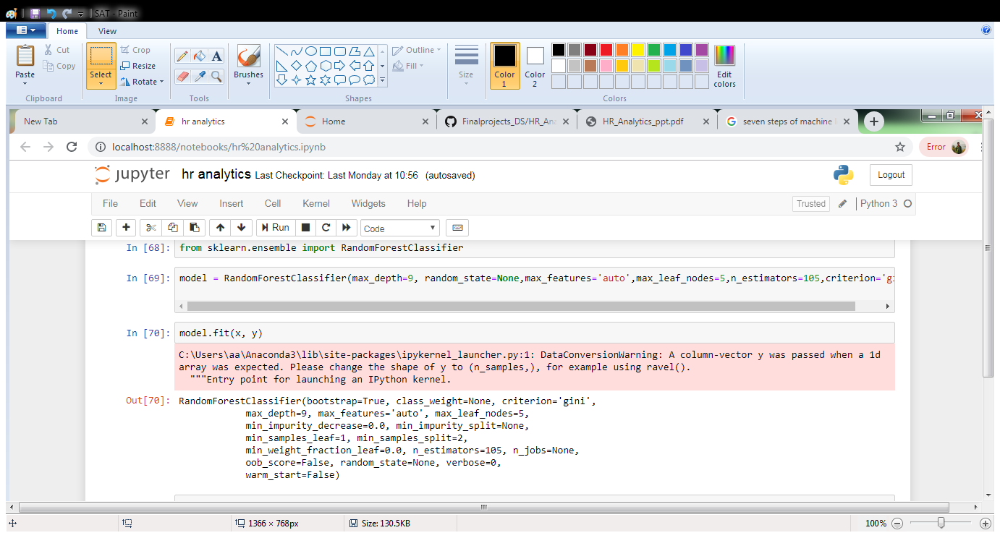 SAT - Paint
Home View
Cut
Copy
Paste
Clipboard
Crop
Resize
Rotate
Select
Image
A
Tools
Brushes
Outline
Fill
Shapes
Size
Color 1
Color 2
Edit colors
Colors
New Tab
hr analytics
Home
Finalprojects_DS/HR_An
HR_Analytics_ppt.pdf
seven steps of machine
localhost:8888/notebooks/hr%20analytics.ipynb
Error
jupyter hr analytics Last Checkpoint: Last Monday at 10:56 (autosaved)
Logout
File Edit View Insert Cell Kernel Widgets Help
Trusted
Python 3
Run
Code
In [68]: from sklearn.ensemble import RandomForestClassifier
In [69]: model = RandomForestClassifier(max_depth=9, random_state=None,max_features='auto',max_leaf_nodes=5,n_estimators=105,criterion='gi
In [70]: model.fit(x, y)
C:\Users\aa\Anaconda3\lib\site-packages\ipykernel_launcher.py:1: DataConversionWarning: A column-vector y was passed when a 1d
array was expected. Please change the shape of y to (n_samples,), for example using ravel().
"""Entry point for launching an IPython kernel.
Out[70]: RandomForestClassifier(bootstrap=True, class_weight=None, criterion='gini',
max_depth=9, max_features='auto', max_leaf_nodes=5,
min_impurity_decrease=0.0, min_impurity_split=None,
min_samples_leaf=1, min_samples_split=2,
min_weight_fraction_leaf=0.0, n_estimators=105, n_jobs=None,
oob_score=False, random_state=None, verbose=0,
warm_start=False)
1366 × 768px
Size: 130.5KB
100%